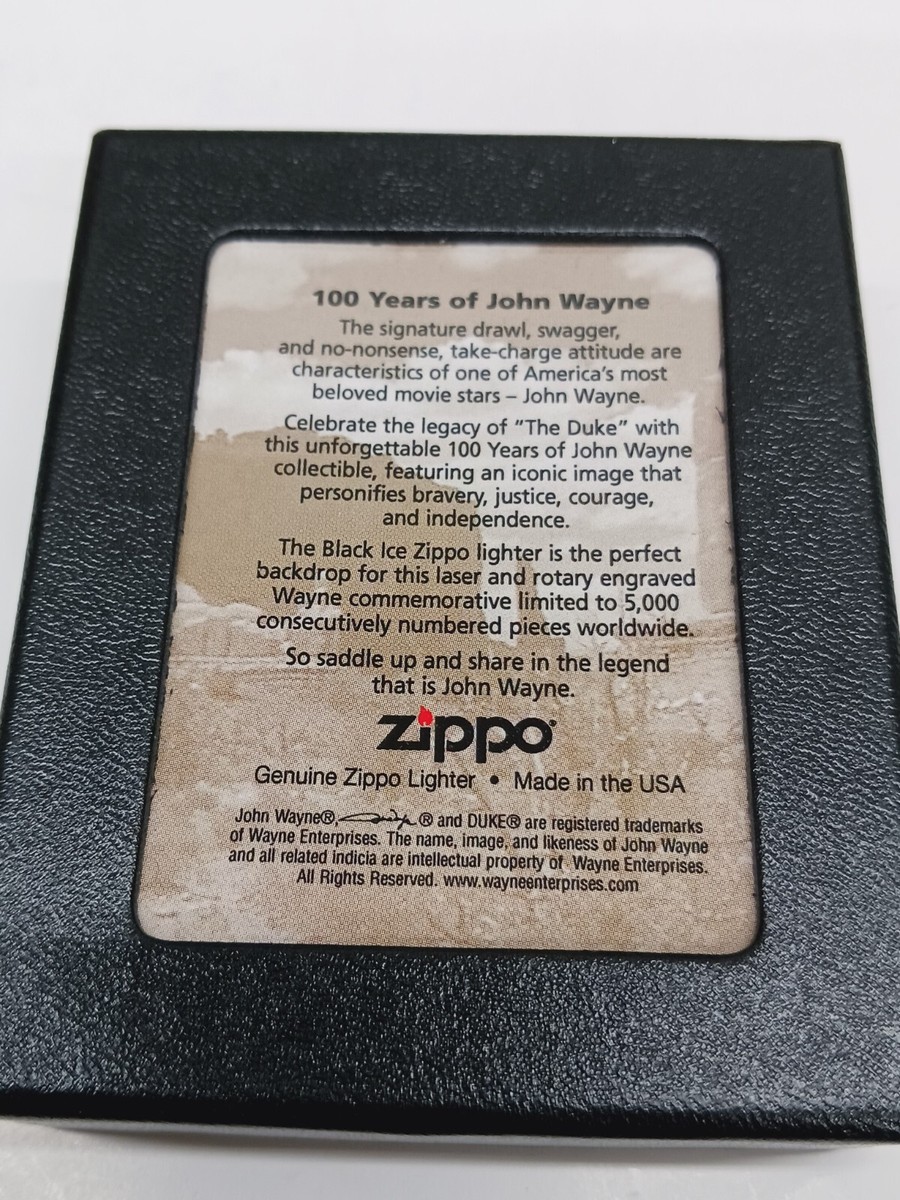 100 Years of John Wayne
The signature drawl, swagger,
and no-nonsense, take-charge attitude are
characteristics of one of America's most
beloved movie stars – John Wayne.
Celebrate the legacy of "The Duke" with
this unforgettable 100 Years of John Wayne
collectible, featuring an iconic image that
personifies bravery, justice, courage,
and independence.
The Black Ice Zippo lighter is the perfect
backdrop for this laser and rotary engraved
Wayne commemorative limited to 5,000
consecutively numbered pieces worldwide.
So saddle up and share in the legend
that is John Wayne.
zippo®
Genuine Zippo Lighter • Made in the USA
John Wayne®, ® and DUKE® are registered trademarks
of Wayne Enterprises. The name, image, and likeness of John Wayne
and all related indicia are intellectual property of Wayne Enterprises.
All Rights Reserved. www.wayneenterprises.com